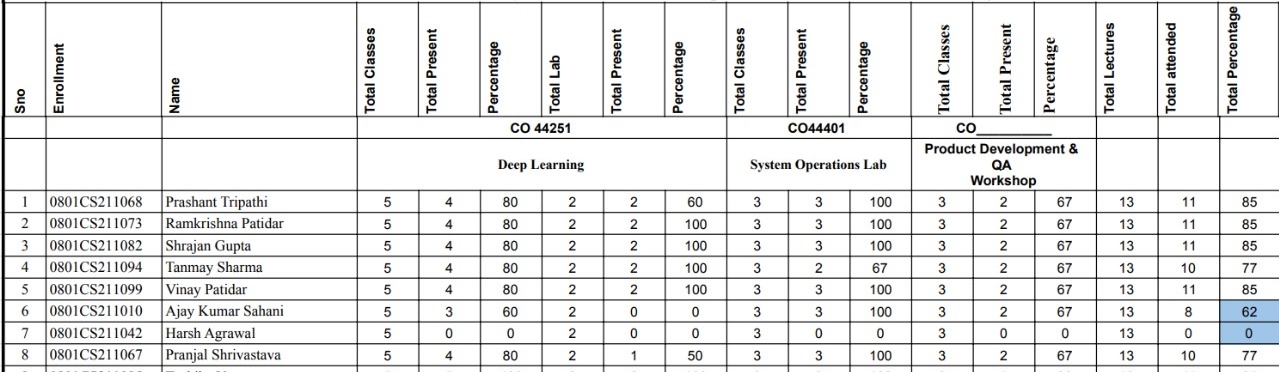 Sno Enrollment Name Total Classes Total Present Percentage Total Lab Total Present Percentage Total Classes Total Present Percentage Total Classes Total Present Percentage Total Lectures Total attended Total Percentage
CO 44251 CO44401 CO__________
Deep Learning System Operations Lab Product Development &
QA
Workshop
1 0801CS211068 Prashant Tripathi 5 4 80 2 2 60 3 3 100 3 2 67 13 11 85
2 0801CS211073 Ramkrishna Patidar 5 4 80 2 2 100 3 3 100 3 2 67 13 11 85
3 0801CS211082 Shrajan Gupta 5 4 80 2 2 100 3 3 100 3 2 67 13 11 85
4 0801CS211094 Tanmay Sharma 5 4 80 2 2 100 3 2 67 3 2 67 13 10 77
5 0801CS211099 Vinay Patidar 5 4 80 2 2 100 3 3 100 3 2 67 13 11 85
6 0801CS211010 Ajay Kumar Sahani 5 3 60 2 0 0 3 3 100 3 2 67 13 8 62
7 0801CS211042 Harsh Agrawal 5 0 0 2 0 0 3 0 0 3 0 0 13 0 0
8 0801CS211067 Pranjal Shrivastava 5 4 80 2 1 50 3 3 100 3 2 67 13 10 77